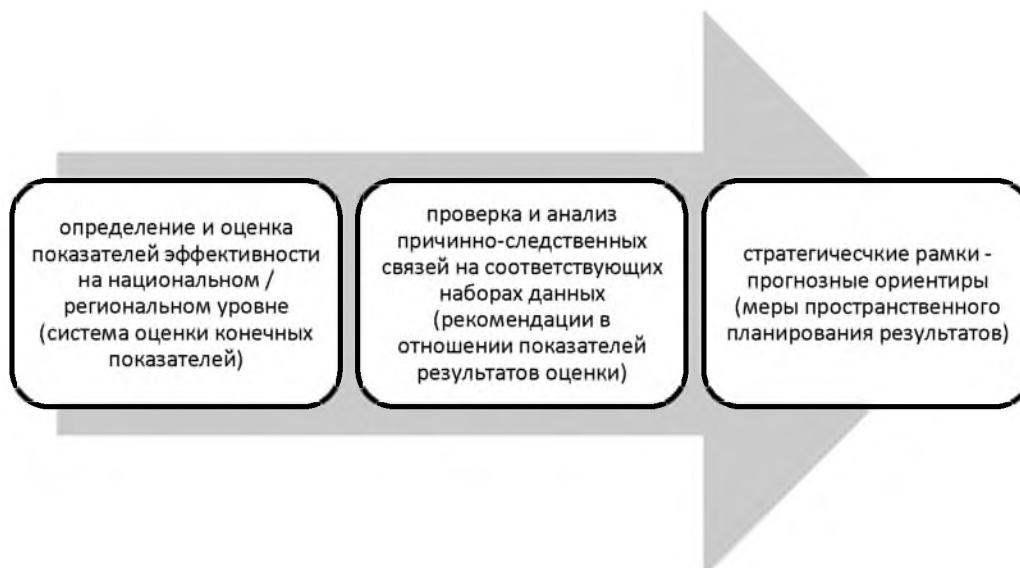 определение и оценка
показателей эффективности
на национальном /
региональном уровне
(система оценки конечных
показателей)
проверка и анализ
причинно-следственных
связей на соответствующих
наборах данных
(рекомендации в
отношении показателей
результатов оценки)
стратегичесчкие рамки -
прогнозные ориентиры
(меры пространственного
планирования результатов)